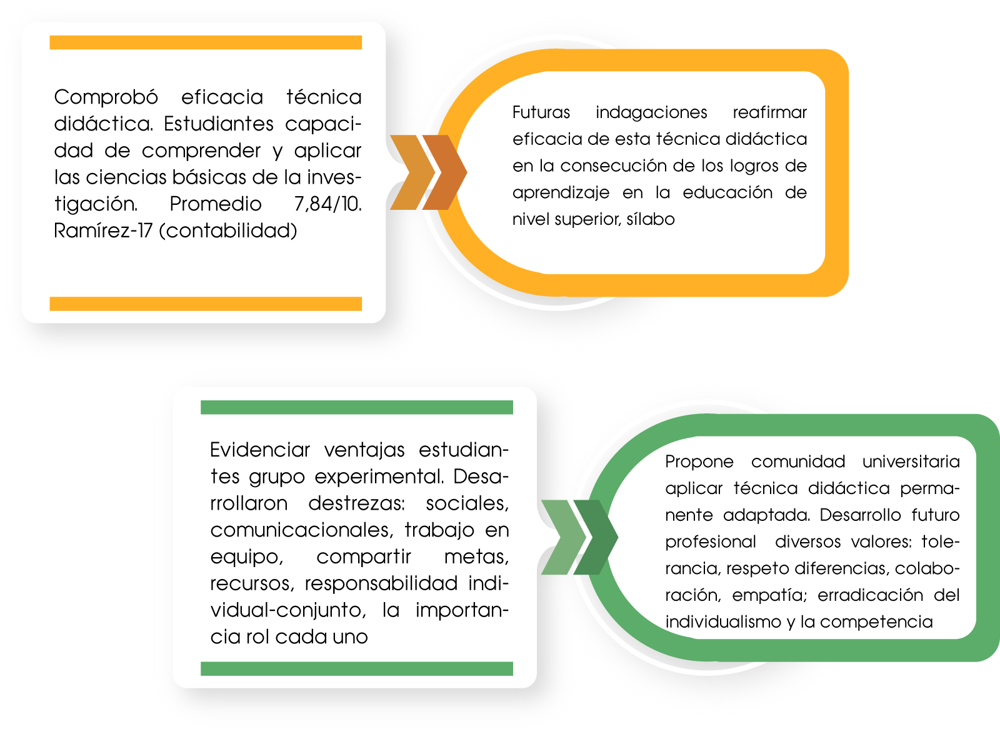 Comprobó eficacia técnica
didáctica. Estudiantes capaci-
dad de comprender y aplicar
las ciencias básicas de la inves-
tigación. Promedio 7,84/10.
Ramírez-17 (contabilidad)
Futuras indagaciones reafirmar
eficacia de esta técnica didáctica
en la consecución de los logros de
aprendizaje en la educación de
nivel superior, sílabo
Evidenciar ventajas estudian-
tes grupo experimental. Desa-
rrollaron destrezas: sociales,
comunicacionales, trabajo en
equipo, compartir metas,
recursos, responsabilidad indi-
vidual-conjunto, la importan-
cia rol cada uno
Propone comunidad universitaria
aplicar técnica didáctica perma-
nente adaptada. Desarrollo futuro
profesional diversos valores: tole-
rancia, respeto diferencias, colabo-
ración, empatía; erradicación del
individualismo y la competencia